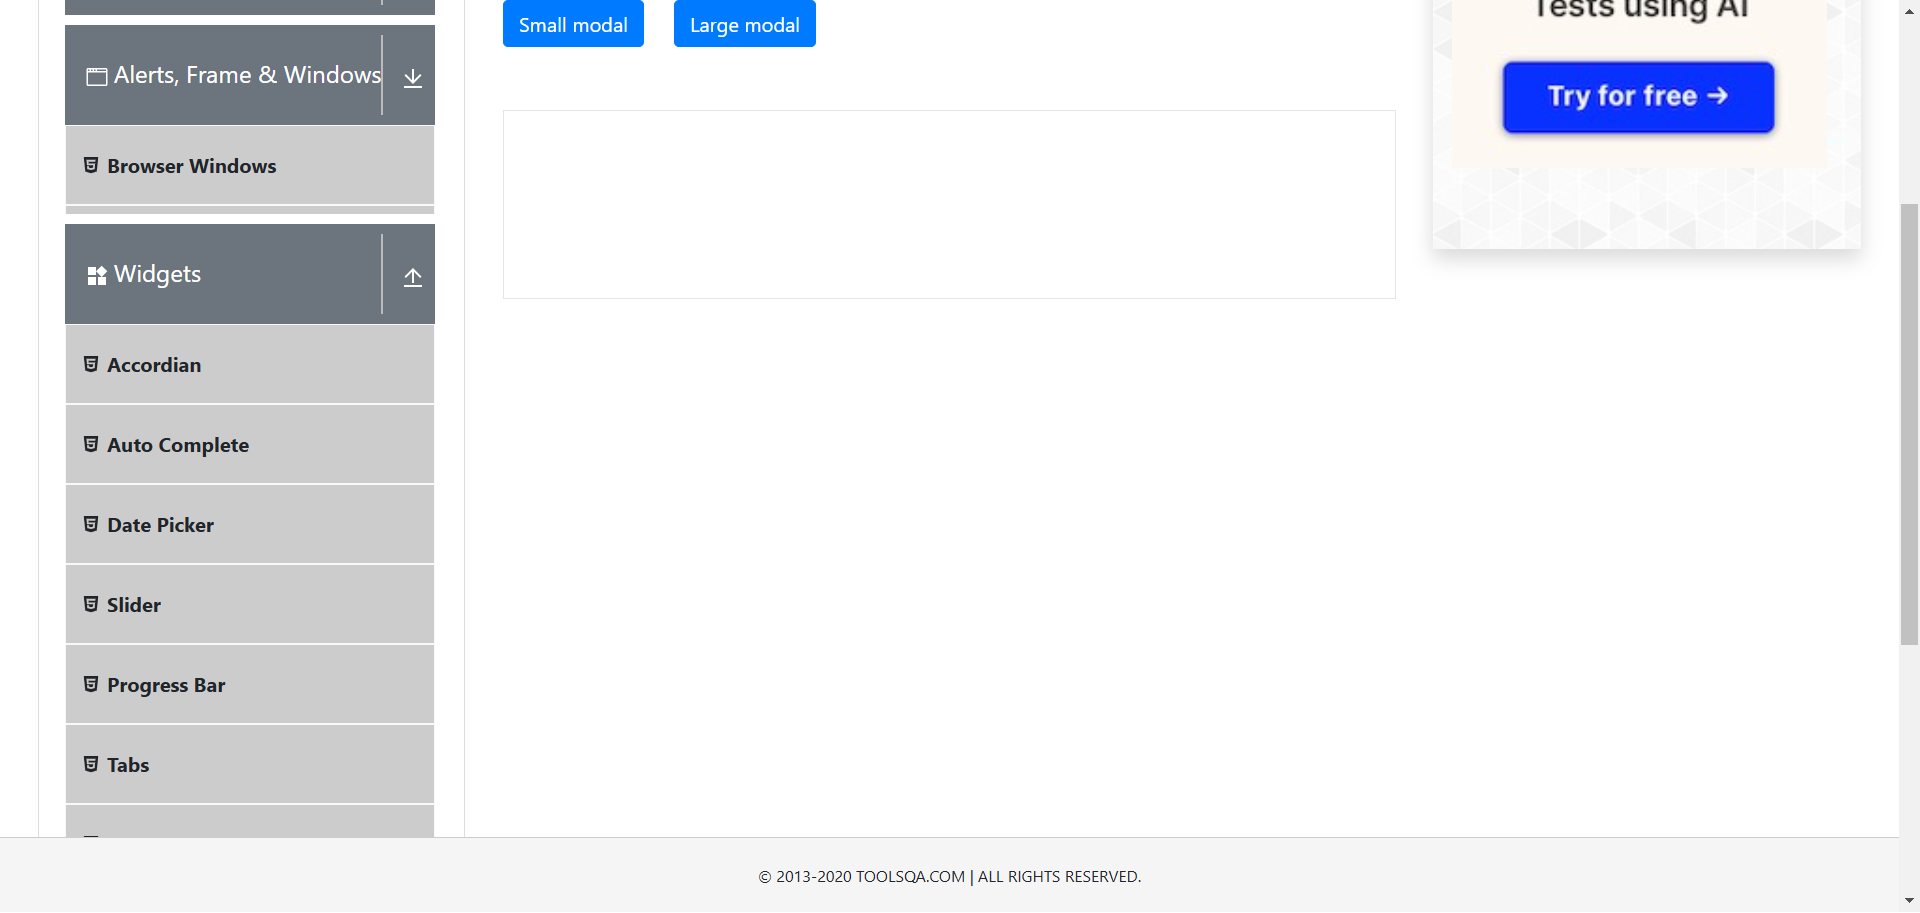 Alerts, Frame & Windows
Browser Windows
Widgets
Accordian
Auto Complete
Date Picker
Slider
Progress Bar
Tabs
Small modal
Large modal
Tests using AI
Try for free →
© 2013-2020 TOOLSQA.COM | ALL RIGHTS RESERVED.